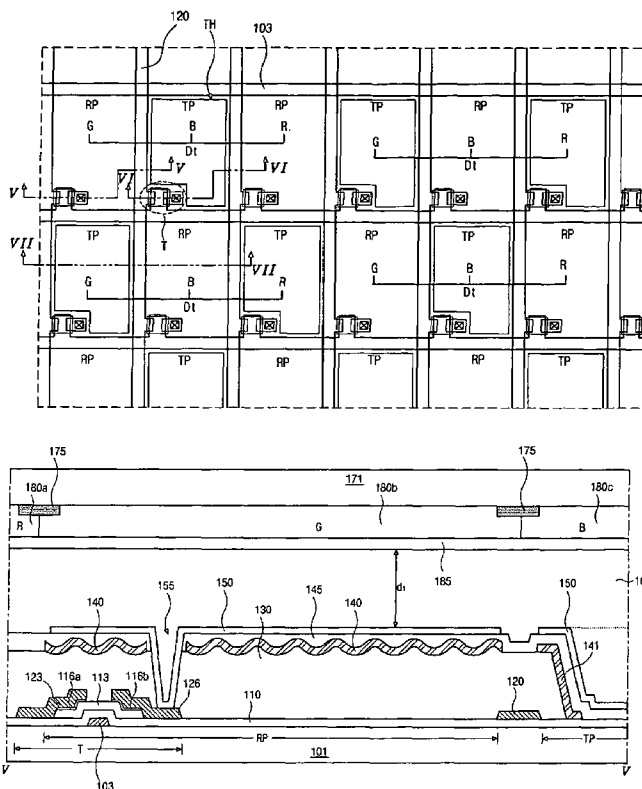 120 TH 103
RP TP RP TP RP TP
G B R G B R
Dt Dt
V VI V VI
T
VII VII
TP RP TP RP TP RP
G B R G B R
Dt Dt
RP TP RP TP RP TP
175 171 175
180a 180b 180c
R G B
185
155 150 145 d₁ 150
140 130 140
141
123 116a 113 116b 126 110 120
T RP TP
V 103 101 V